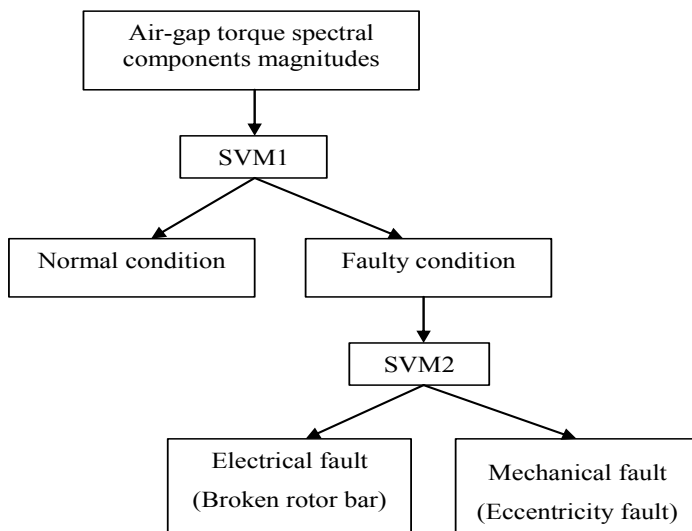 Air-gap torque spectral
components magnitudes
SVM1
Normal condition
Faulty condition
SVM2
Electrical fault
(Broken rotor bar)
Mechanical fault
(Eccentricity fault)